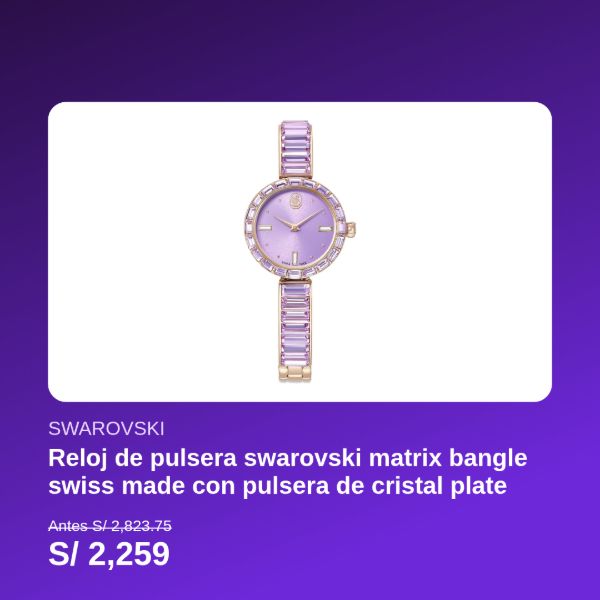 SWAROVSKI
Reloj de pulsera swarovski matrix bangle
swiss made con pulsera de cristal plate
Antes S/ 2,823.75
S/ 2,259